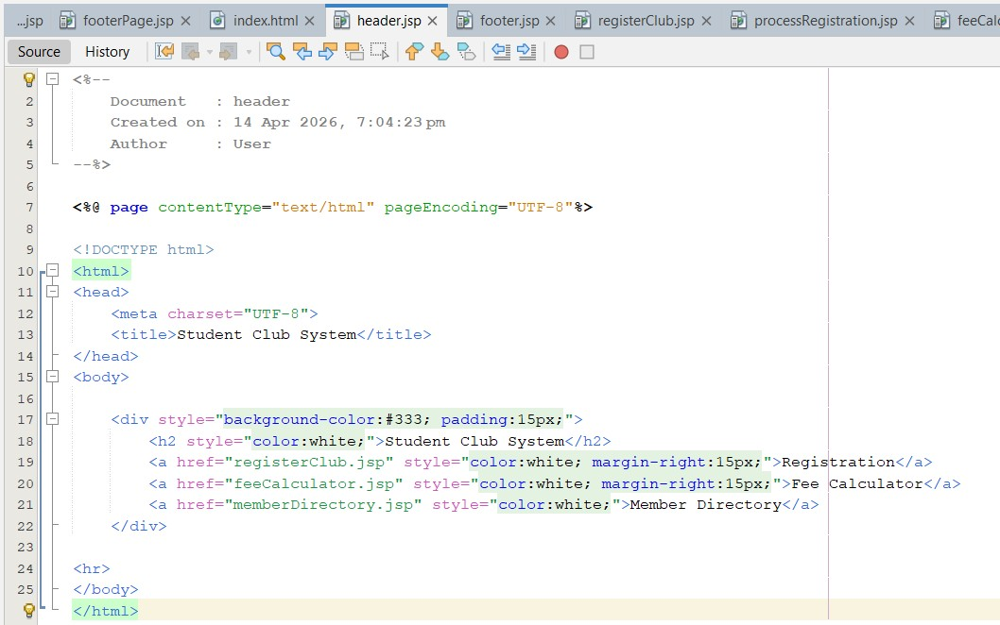 ...jsp footerPage.jsp index.html header.jsp footer.jsp registerClub.jsp processRegistration.jsp feeCal
Source History
<%--
2 Document : header
3 Created on : 14 Apr 2026, 7:04:23 pm
4 Author : User
5 --%>
6
7 <%@ page contentType="text/html" pageEncoding="UTF-8"%>
8
9 <!DOCTYPE html>
10 <html>
11 <head>
12 <meta charset="UTF-8">
13 <title>Student Club System</title>
14 </head>
15 <body>
16
17 <div style="background-color:#333; padding:15px;">
18 <h2 style="color:white;">Student Club System</h2>
19 <a href="registerClub.jsp" style="color:white; margin-right:15px;">Registration</a>
20 <a href="feeCalculator.jsp" style="color:white; margin-right:15px;">Fee Calculator</a>
21 <a href="memberDirectory.jsp" style="color:white;">Member Directory</a>
22 </div>
23
24 <hr>
25 </body>
</html>